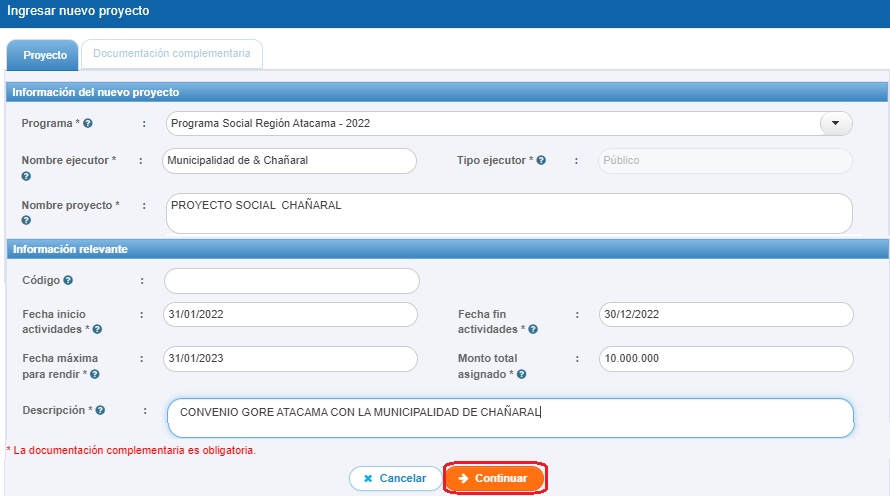 Ingresar nuevo proyecto
Proyecto Documentación complementaria
Información del nuevo proyecto
Programa * ? : Programa Social Región Atacama - 2022
Nombre ejecutor * ? : Municipalidad de & Chañaral Tipo ejecutor * ? : Público
Nombre proyecto * ? : PROYECTO SOCIAL CHAÑARAL
Información relevante
Código ? :
Fecha inicio actividades * ? : 31/01/2022 Fecha fin actividades * ? : 30/12/2022
Fecha máxima para rendir * ? : 31/01/2023 Monto total asignado * ? : 10.000.000
Descripción * ? : CONVENIO GORE ATACAMA CON LA MUNICIPALIDAD DE CHAÑARAL
* La documentación complementaria es obligatoria.
Cancelar Continuar